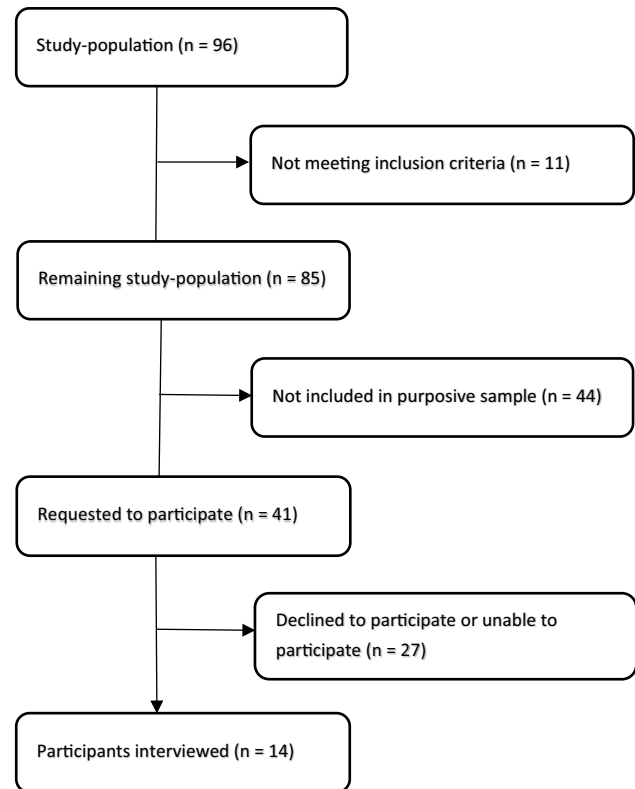 Study-population (n = 96)
Not meeting inclusion criteria (n = 11)
Remaining study-population (n = 85)
Not included in purposive sample (n = 44)
Requested to participate (n = 41)
Declined to participate or unable to
participate (n = 27)
Participants interviewed (n = 14)